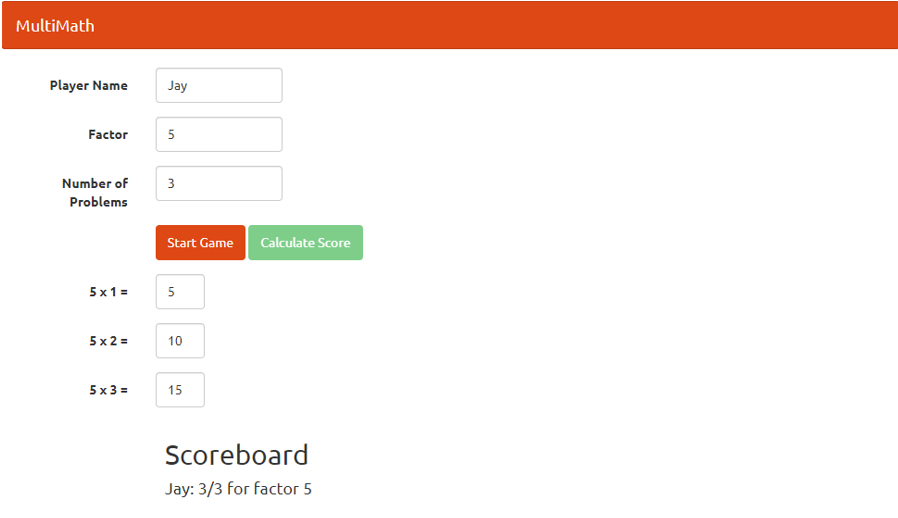 MultiMath
Player Name Jay
Factor 5
Number of
Problems 3
Start Game Calculate Score
5 x 1 = 5
5 x 2 = 10
5 x 3 = 15
Scoreboard
Jay: 3/3 for factor 5